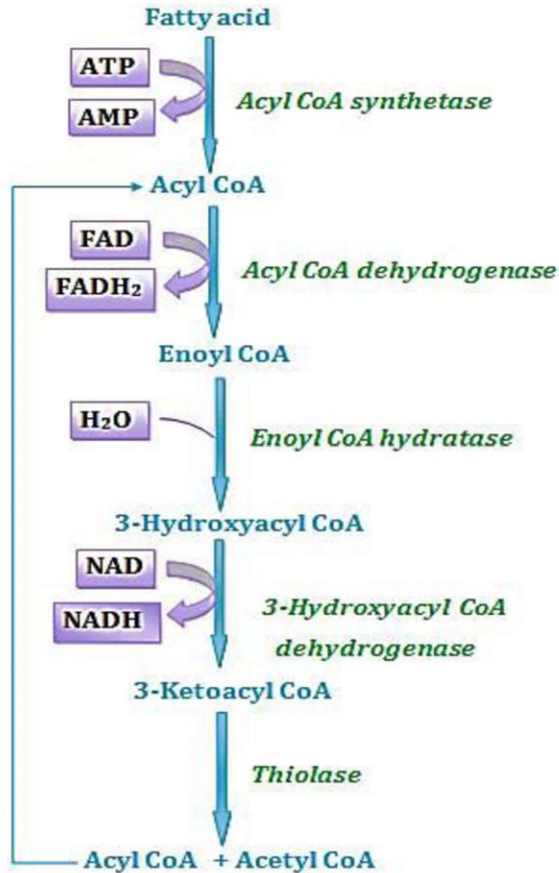 Fatty acid
ATP
AMP
Acyl CoA synthetase
Acyl CoA
FAD
FADH₂
Acyl CoA dehydrogenase
Enoyl CoA
H₂O
Enoyl CoA hydratase
3-Hydroxyacyl CoA
NAD
NADH
3-Hydroxyacyl CoA
dehydrogenase
3-Ketoacyl CoA
Thiolase
Acyl CoA + Acetyl CoA